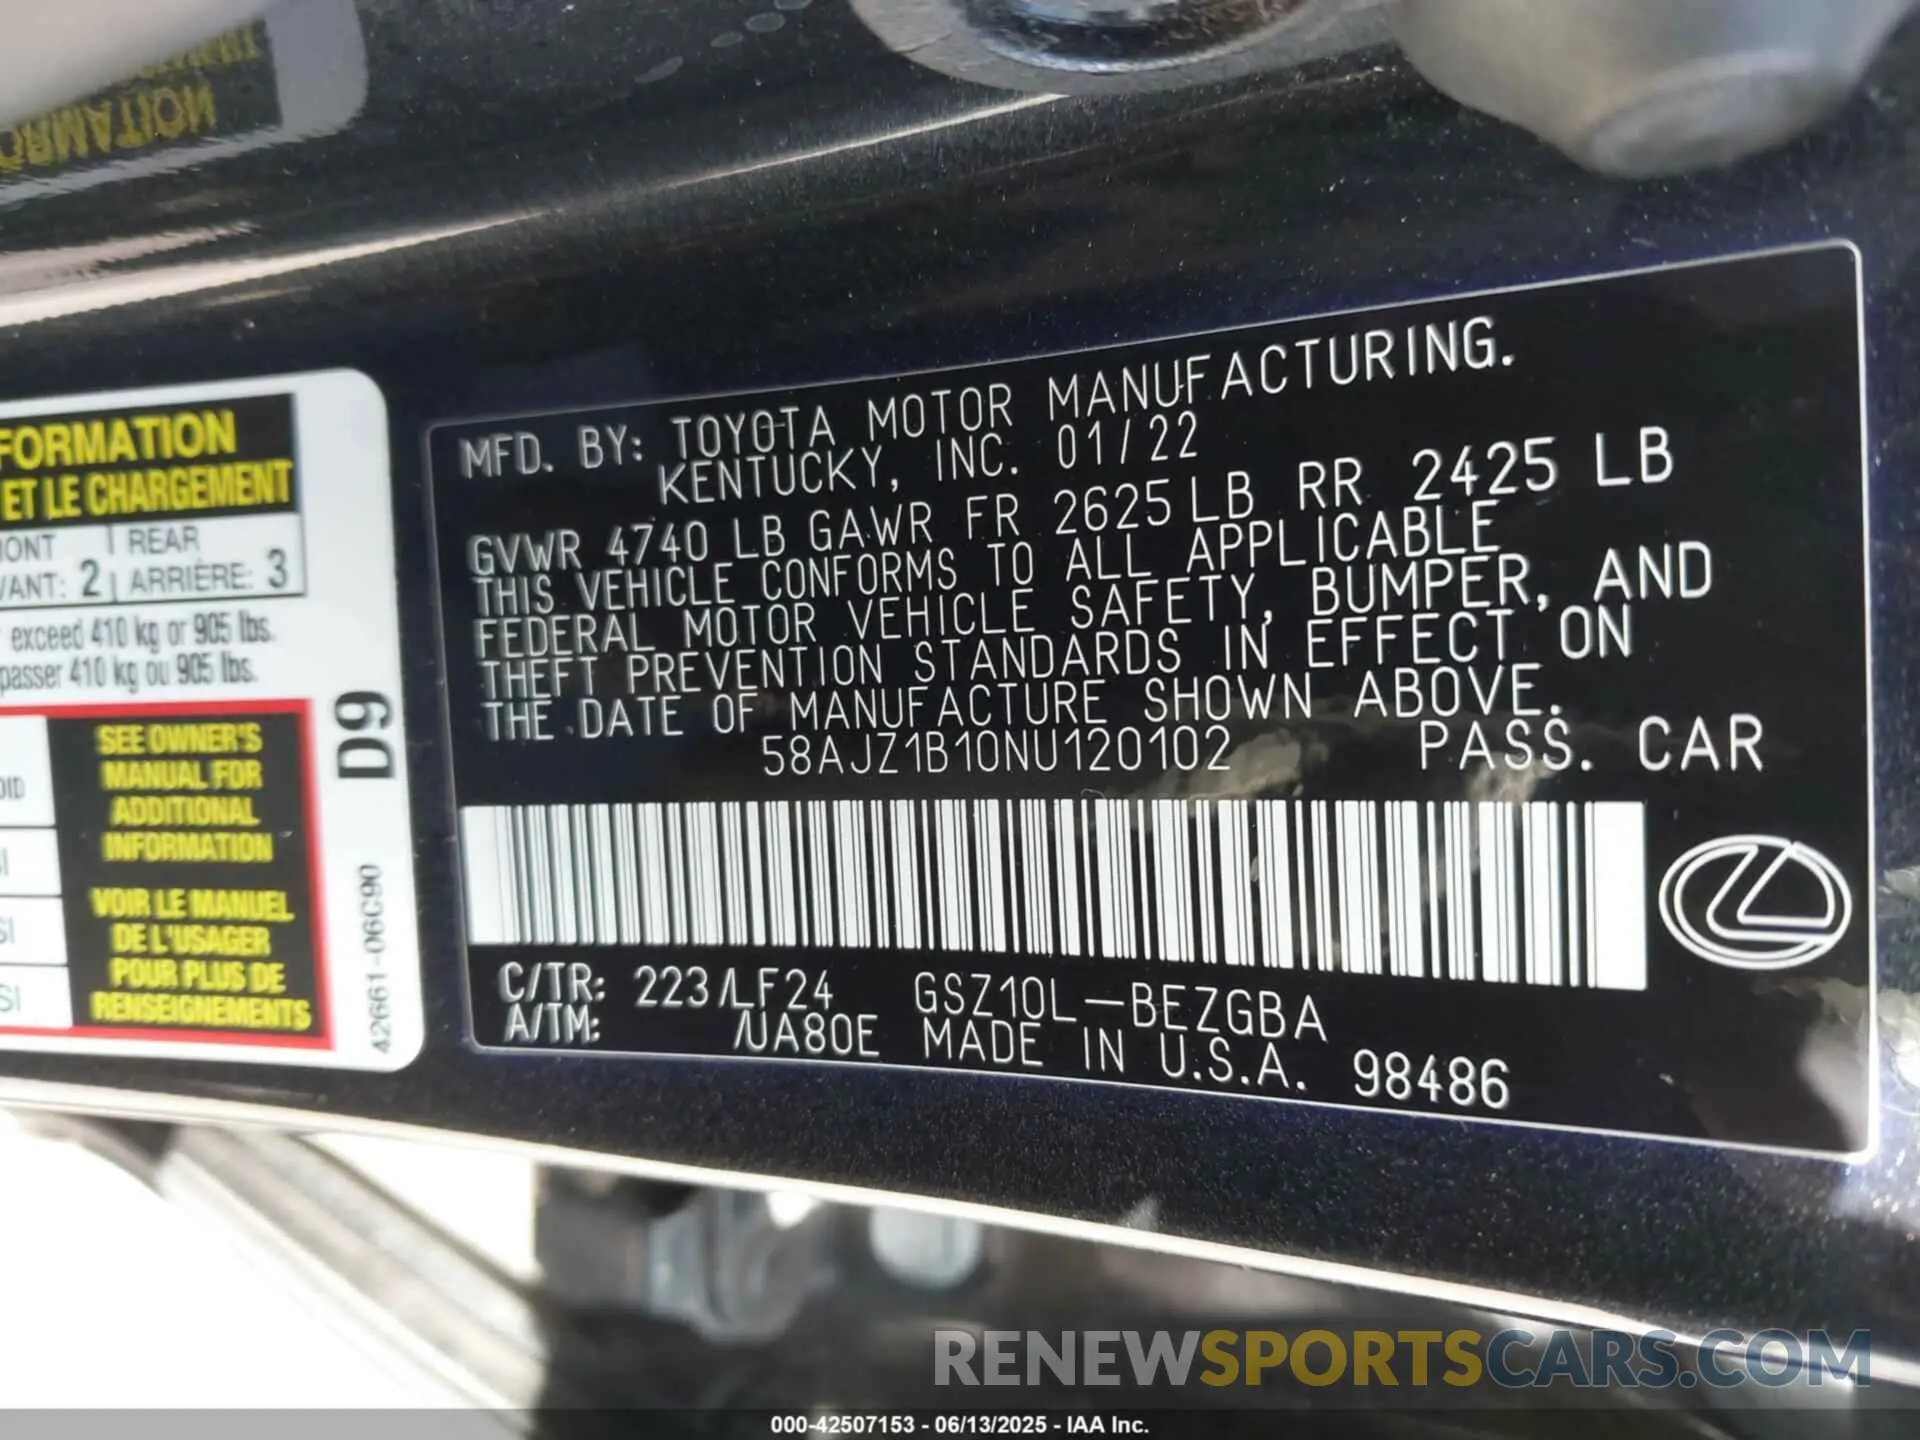 FORMATION
ET LE CHARGEMENT
REAR
2 ARRIÈRE: 3
exceed 410 kg or 905 lbs.
passer 410 kg ou 905 lbs.
SEE OWNER'S
MANUAL FOR
ADDITIONAL
INFORMATION
VOIR LE MANUEL
DE L'USAGER
POUR PLUS DE
RENSEIGNEMENTS
D9
42661-06C90
MFD. BY: TOYOTA MOTOR MANUFACTURING.
KENTUCKY, INC. 01/22
GVWR 4740 LB GAWR FR 2625 LB RR 2425 LB
THIS VEHICLE CONFORMS TO ALL APPLICABLE
FEDERAL MOTOR VEHICLE SAFETY, BUMPER, AND
THEFT PREVENTION STANDARDS IN EFFECT ON
THE DATE OF MANUFACTURE SHOWN ABOVE.
58AJZ1B10NU120102 PASS. CAR
C/TR: 223/LF24 GSZ10L-BEZGBA
A/TM: /UA80E MADE IN U.S.A. 98486
RENEWSPORTSCARS.COM
000-42507153 - 06/13/2025 - IAA Inc.